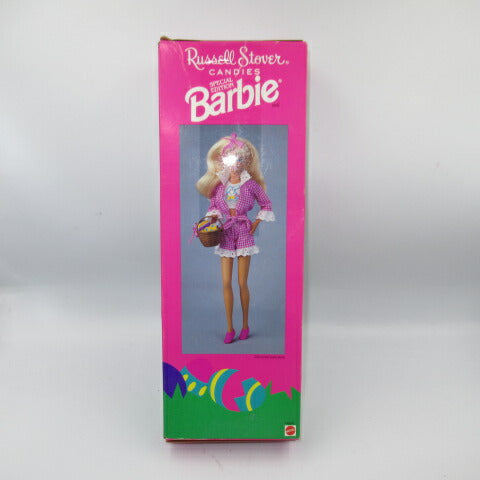 Russell Stover®
CANDIES
SPECIAL EDITION
Barbie®